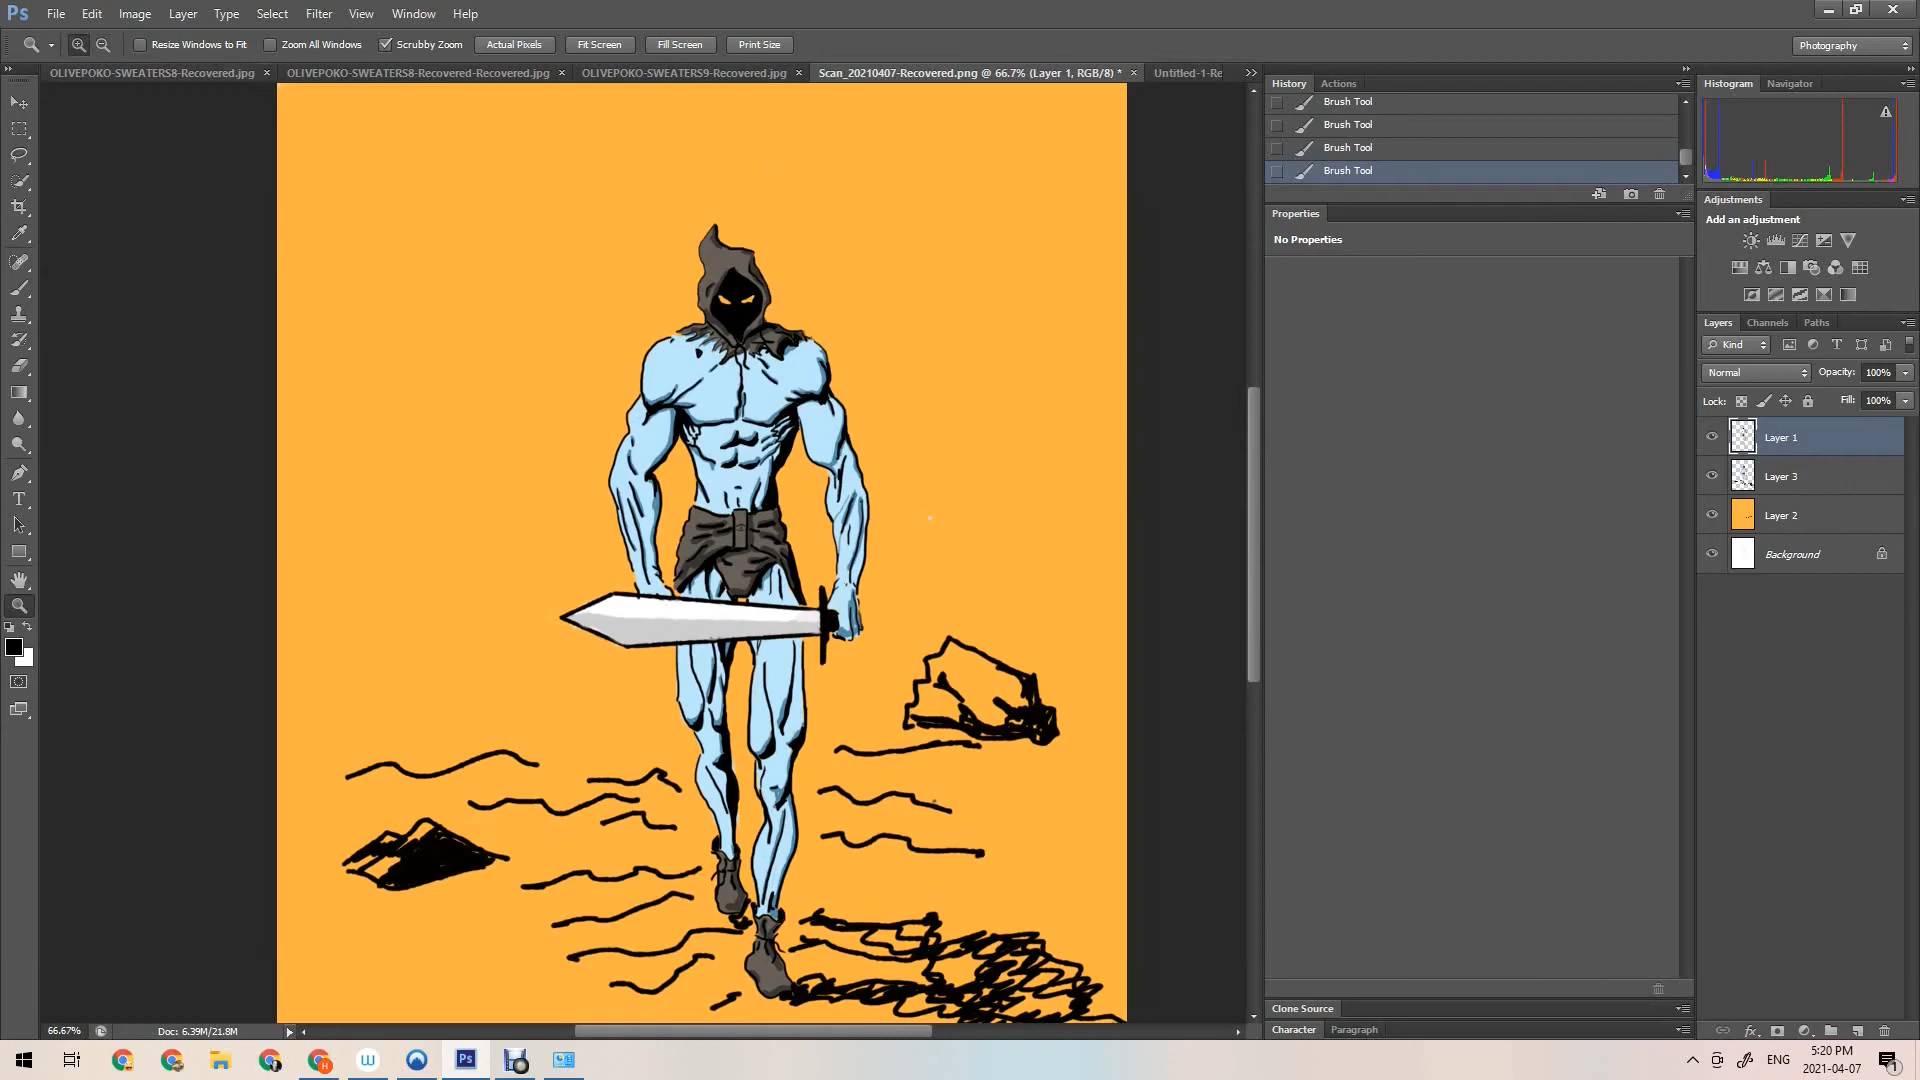 Ps File Edit Image Layer Type Select Filter View Window Help
Resize Windows to Fit Zoom All Windows Scrubby Zoom Actual Pixels Fit Screen Fill Screen Print Size Photography
OLIVEPOKO-SWEATERS8-Recovered.jpg OLIVEPOKO-SWEATERS8-Recovered-Recovered.jpg OLIVEPOKO-SWEATERS9-Recovered.jpg Scan_20210407-Recovered.png @ 66.7% (Layer 1, RGB/8) * Untitled-1-Re
History Actions
Brush Tool
Brush Tool
Brush Tool
Brush Tool
Properties
No Properties
Histogram Navigator
Adjustments
Add an adjustment
Layers Channels Paths
Kind
Normal Opacity: 100%
Lock: Fill: 100%
Layer 1
Layer 3
Layer 2
Background
Clone Source
Character Paragraph
66.67% Doc: 6.39M/21.8M
Ps ENG 5:20 PM
2021-04-07
1